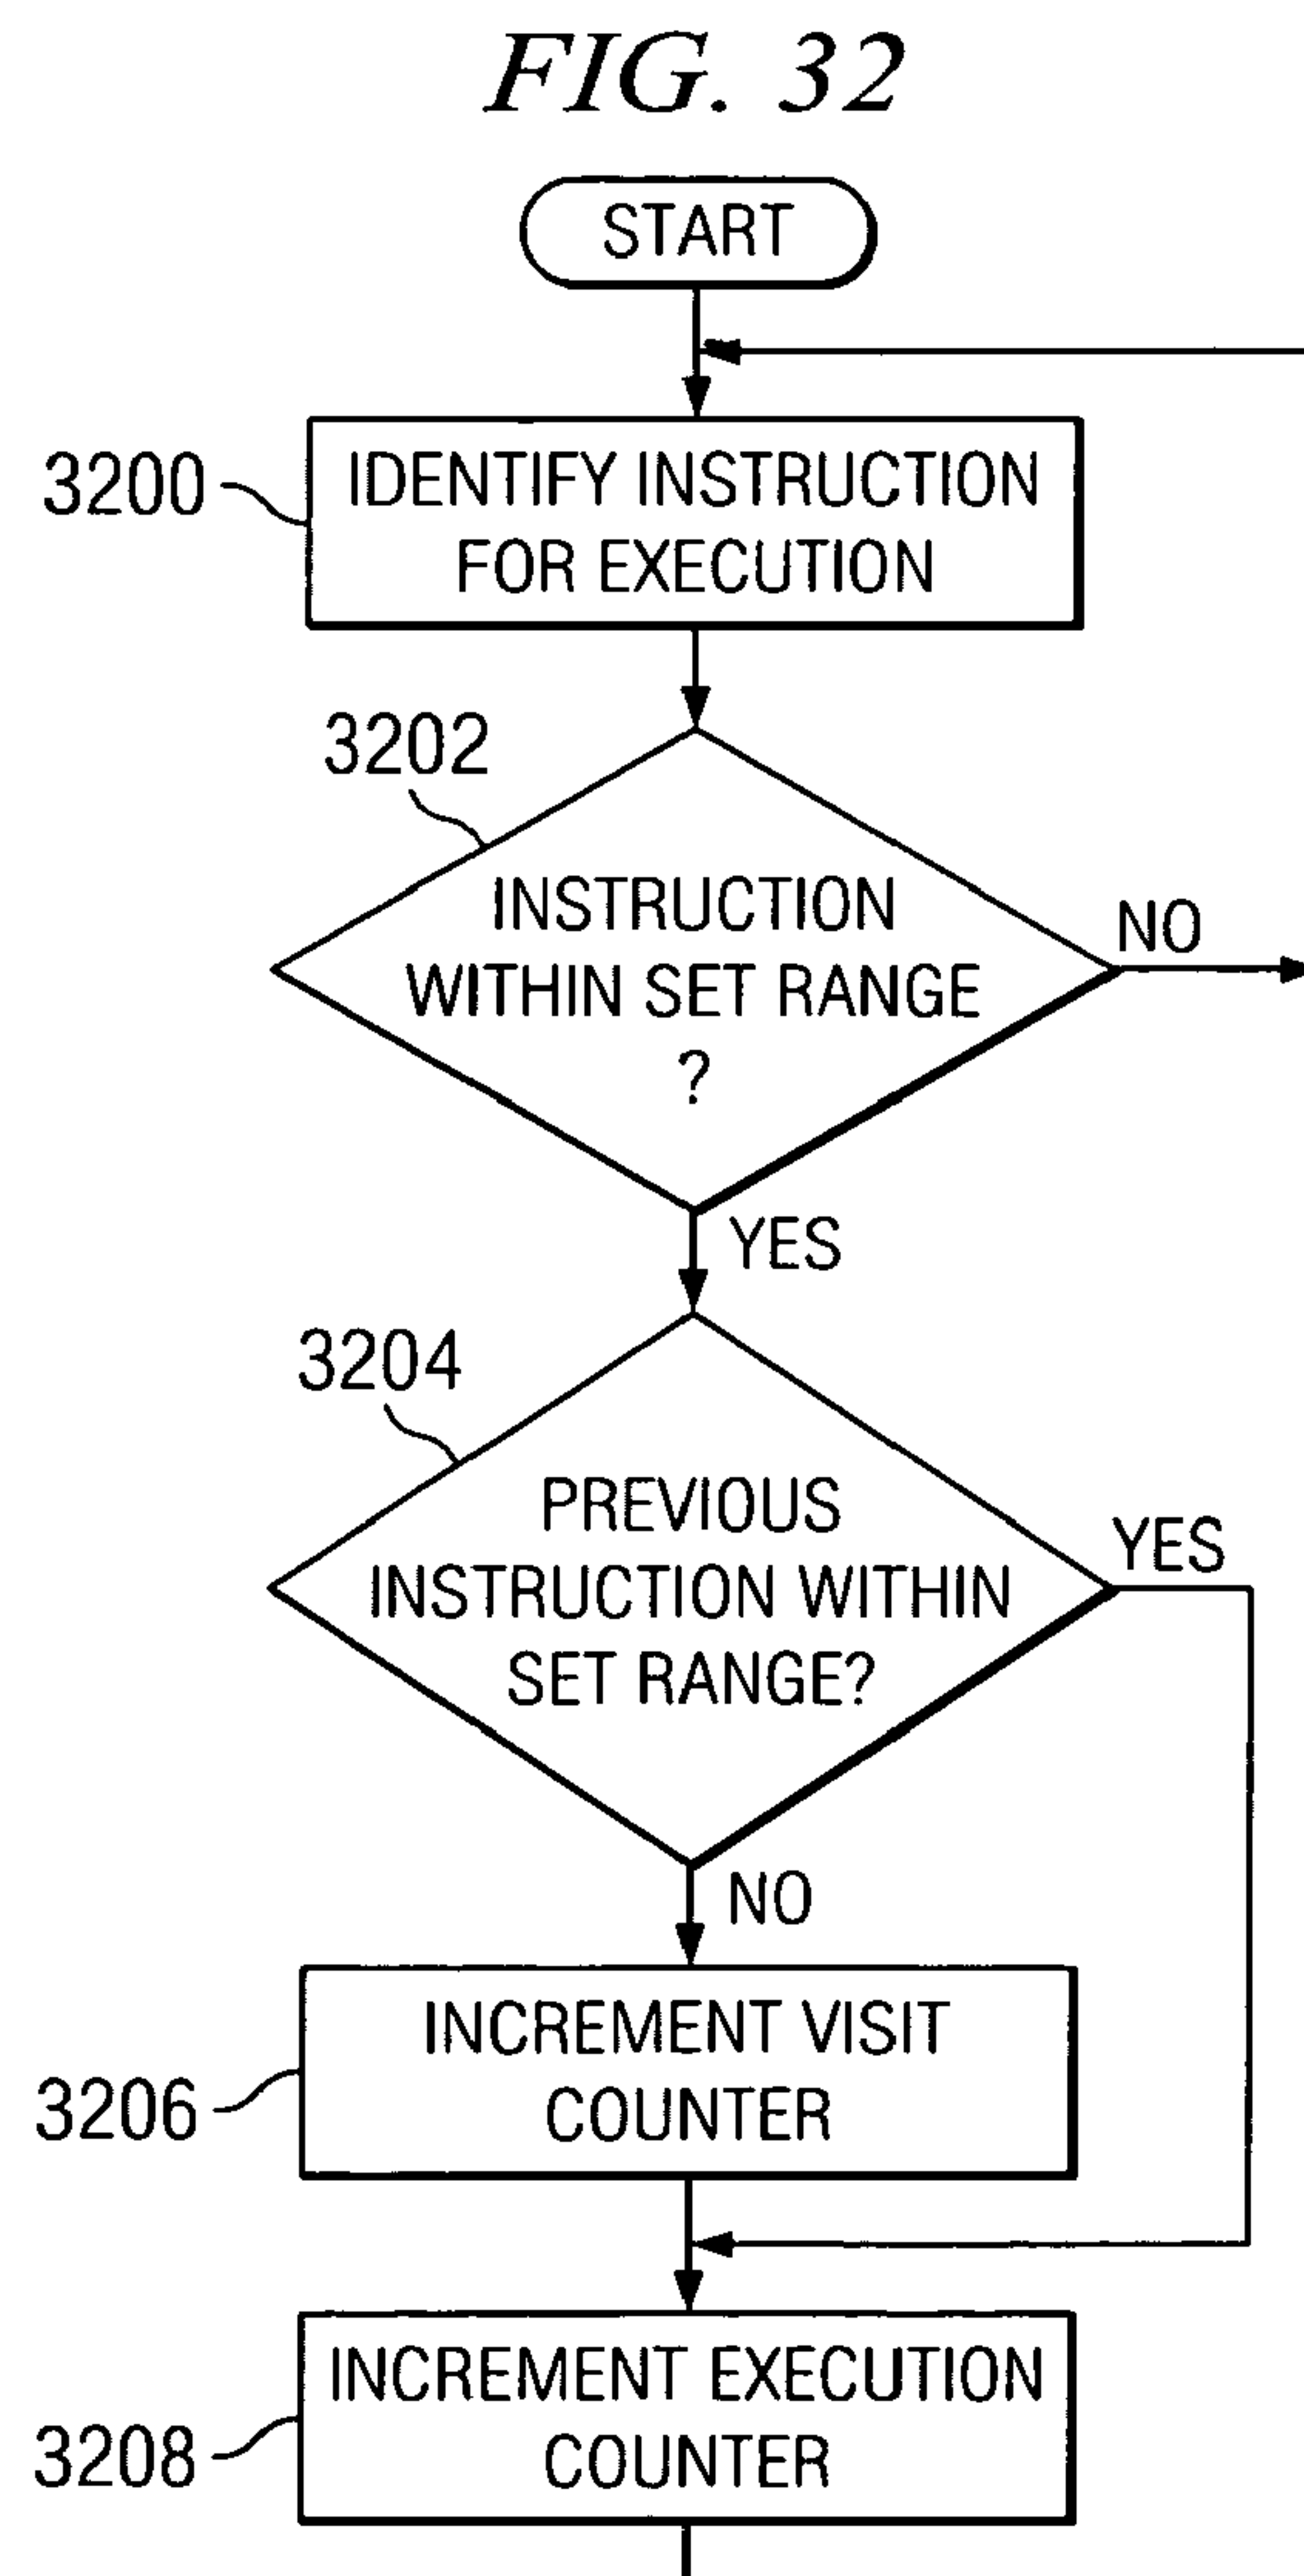 FIG. 32
START
3200
IDENTIFY INSTRUCTION
FOR EXECUTION
3202
INSTRUCTION
WITHIN SET RANGE
?
NO
YES
3204
PREVIOUS
INSTRUCTION WITHIN
SET RANGE?
YES
NO
INCREMENT VISIT
COUNTER
3206
INCREMENT EXECUTION
COUNTER
3208